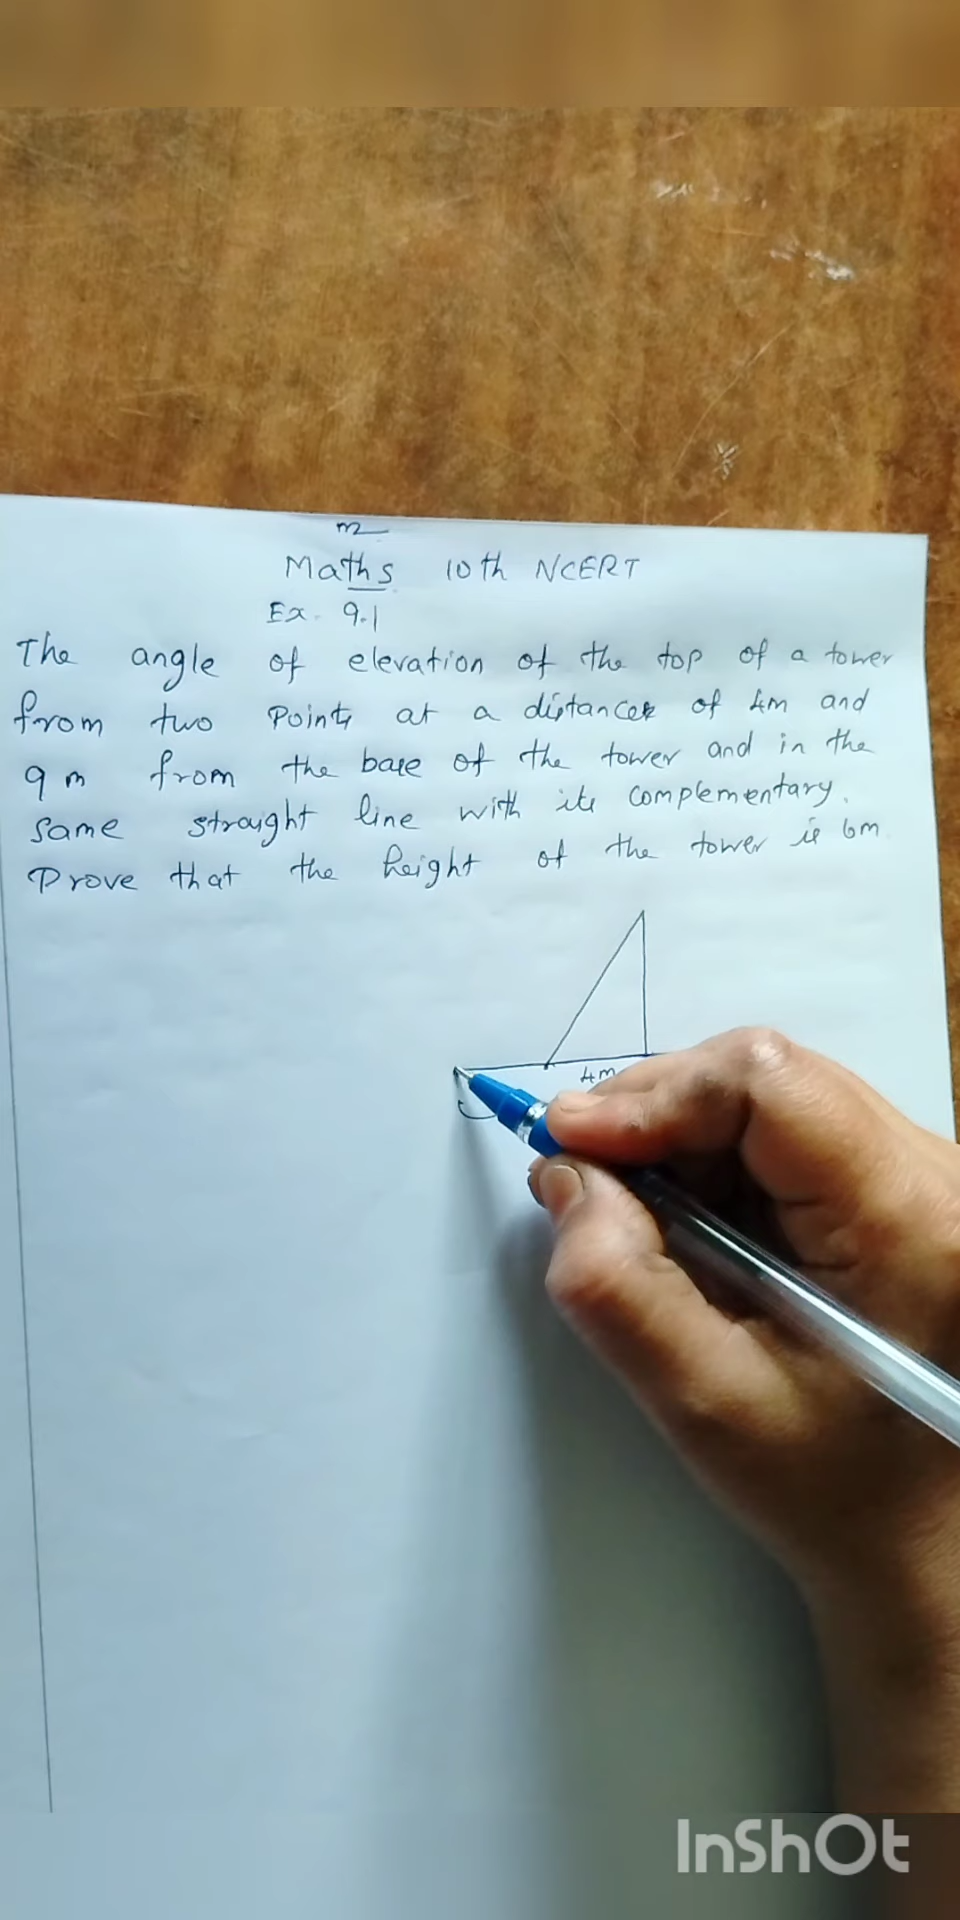 Maths 10th NCERT
Ex. 9.1
The angle of elevation of the top of a tower
from two points at a distances of 4m and
9 m from the base of the tower and in the
same straight line with its complementary.
Prove that the height of the tower is 6m
4m
InShOt